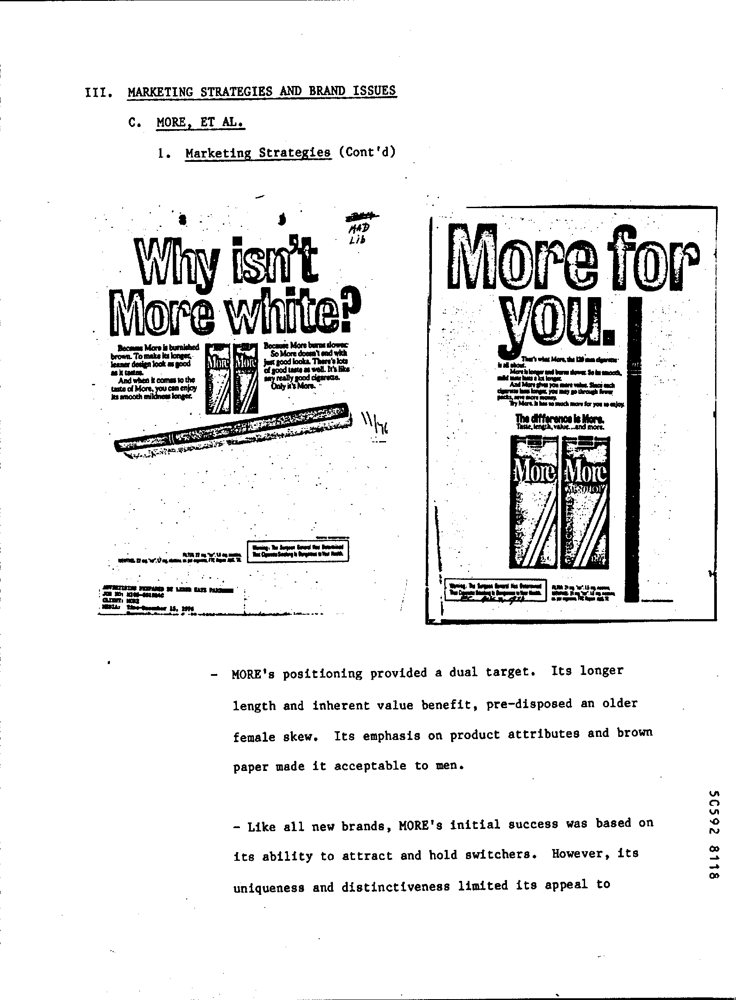 III. MARKETING STRATEGIES AND BRAND ISSUES
C. MORE, ET AL.
1. Marketing Strategies (Cont'd)
MAD
Lib
Why isn't
More white?
Because More is burnished
brown. To make its longer,
leaner design look as good
as it tastes.
And when it comes to the
taste of More, you can enjoy
its smooth mildness longer.
Because More burns slower.
So More doesn't end with
just good looks. There's lots
of good taste as well. It's like
any really good cigarette.
Only it's More.
More More
11/76
Warning: The Surgeon General Has Determined
That Cigarette Smoking Is Dangerous to Your Health.
CLIENT: MORE
MEDIA: Time-December 13, 1976
More for
you.
That's what More, the 120 mm cigarette
is all about.
More is longer and burns slower. So its smooth,
mild taste lasts a lot longer.
And More gives you more value. Since each
cigarette lasts longer, you may go through fewer
packs, save more money.
Try More. It has so much more for you to enjoy.
The difference is More.
Taste, length, value...and more.
More More
MENTHOL
Warning: The Surgeon General Has Determined
That Cigarette Smoking Is Dangerous to Your Health.
- MORE's positioning provided a dual target. Its longer
length and inherent value benefit, pre-disposed an older
female skew. Its emphasis on product attributes and brown
paper made it acceptable to men.
- Like all new brands, MORE's initial success was based on
its ability to attract and hold switchers. However, its
uniqueness and distinctiveness limited its appeal to
50592 8118